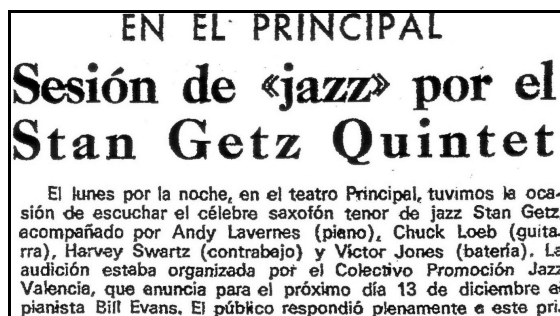 EN EL PRINCIPAL
Sesión de «jazz» por el
Stan Getz Quintet
El lunes por la noche, en el teatro Principal, tuvimos la oca-
sión de escuchar el célebre saxofón tenor de jazz Stan Getz
acompañado por Andy Lavernes (piano), Chuck Loeb (guita-
rra), Harvey Swartz (contrabajo) y Víctor Jones (batería). La
audición estaba organizada por el Colectivo Promoción Jazz
Valencia, que anuncia para el próximo día 13 de diciembre a
pianista Bill Evans. El público respondió plenamente a este pri-